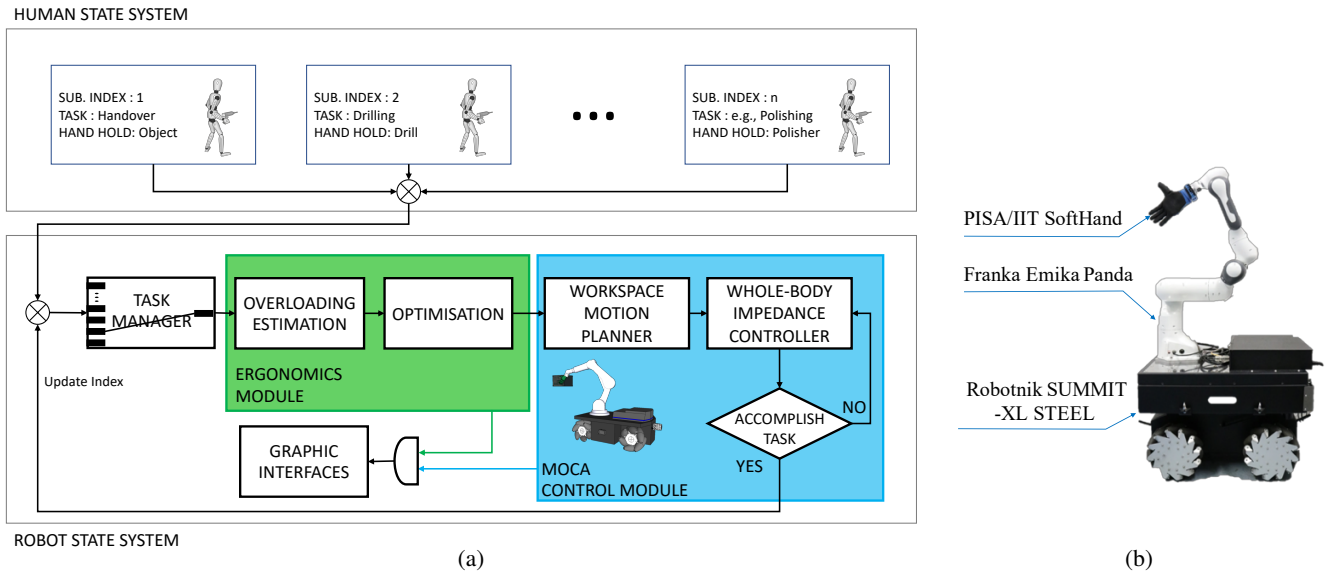 HUMAN STATE SYSTEM
SUB. INDEX : 1
TASK : Handover
HAND HOLD: Object
SUB. INDEX : 2
TASK : Drilling
HAND HOLD: Drill
SUB. INDEX : n
TASK : e.g., Polishing
HAND HOLD: Polisher
TASK
MANAGER
OVERLOADING
ESTIMATION
OPTIMISATION
WORKSPACE
MOTION
PLANNER
WHOLE-BODY
IMPEDANCE
CONTROLLER
Update Index
ERGONOMICS
MODULE
NO
ACCOMPLISH
TASK
YES
GRAPHIC
INTERFACES
MOCA
CONTROL MODULE
ROBOT STATE SYSTEM
(a)
PISA/IIT SoftHand
Franka Emika Panda
Robotnik SUMMIT
-XL STEEL
(b)